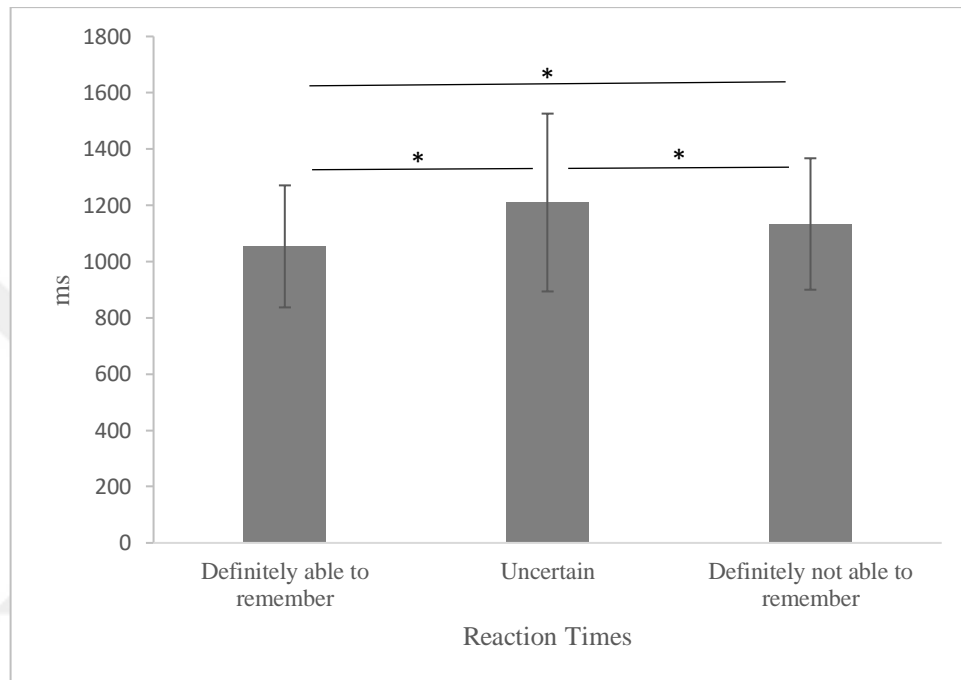 1800
1600
1400
1200
1000
800
600
400
200
0
ms
*
*
*
Definitely able to
remember
Uncertain
Definitely not able to
remember
Reaction Times